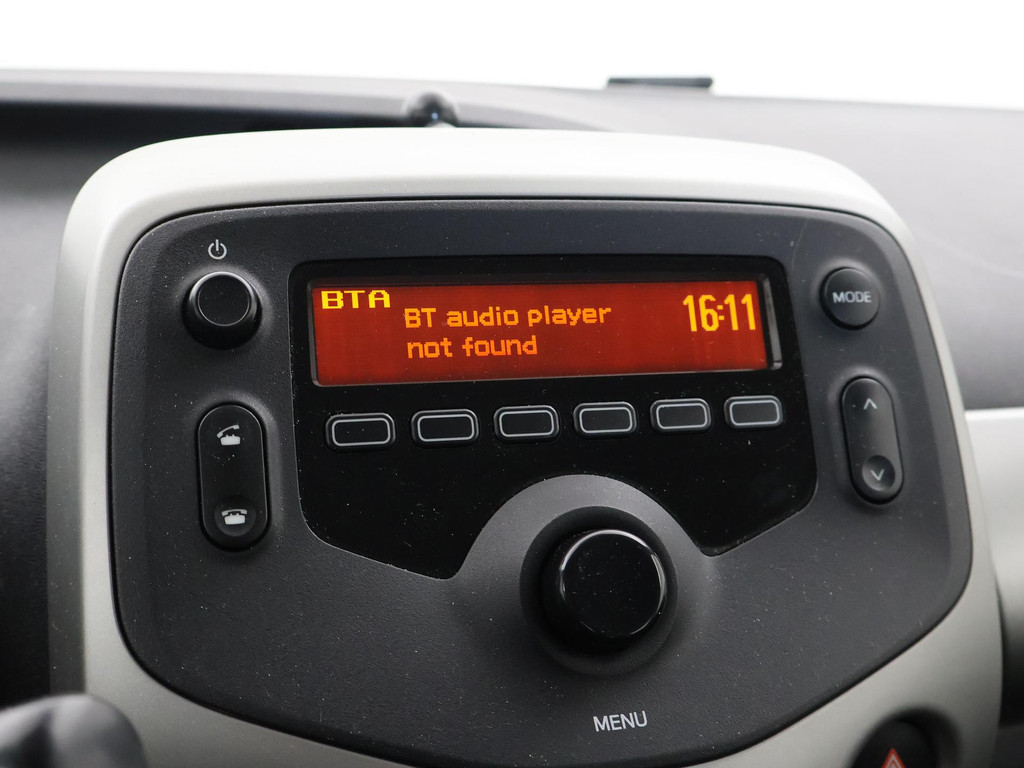 BTA
BT audio player
not found
16:11
MODE
MENU